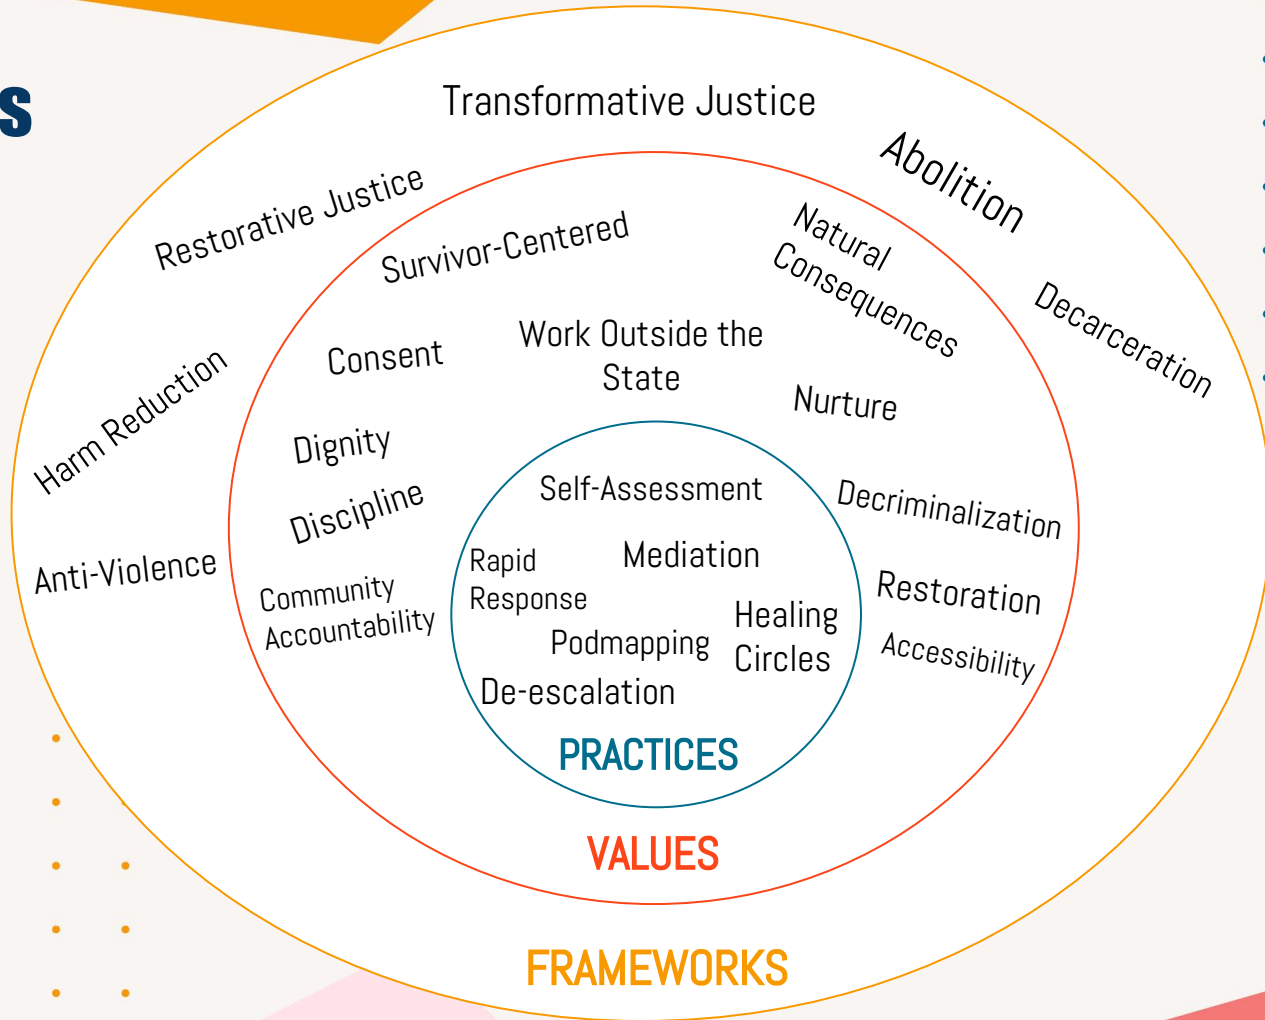 s
Transformative Justice
Abolition
Restorative Justice
Decarceration
Harm Reduction
Anti-Violence
Survivor-Centered
Natural
Consequences
Consent
Work Outside the
State
Nurture
Dignity
Discipline
Decriminalization
Community
Accountability
Restoration
Accessibility
Self-Assessment
Rapid
Response
Mediation
Healing
Circles
Podmapping
De-escalation
PRACTICES
VALUES
FRAMEWORKS